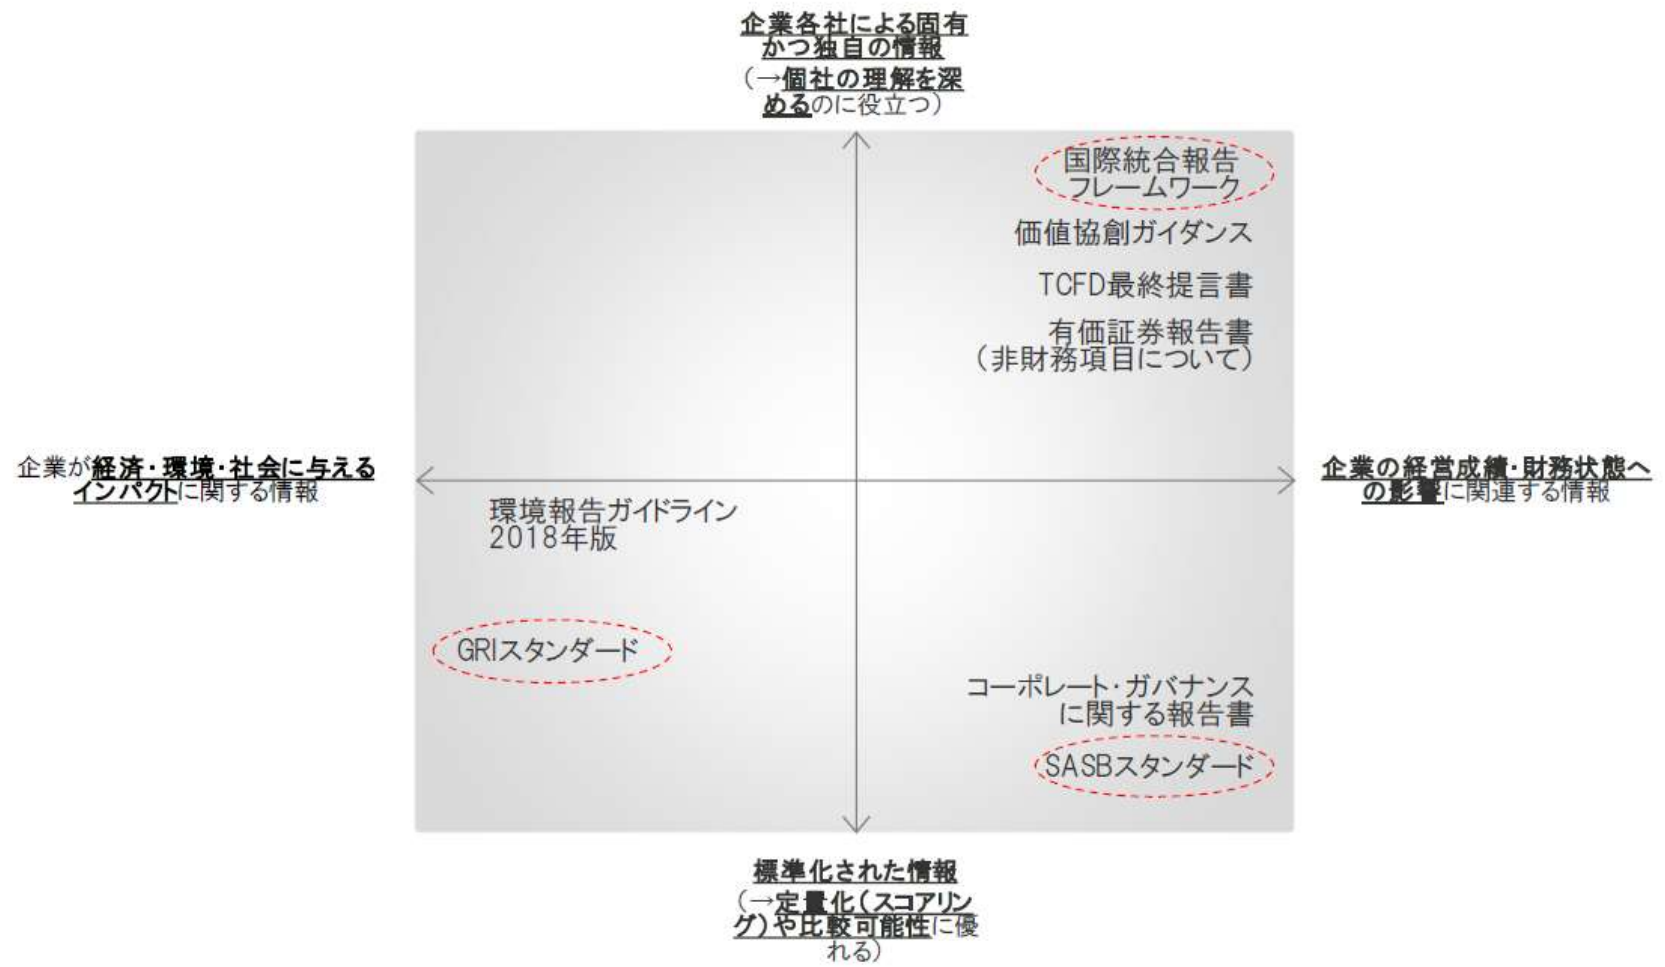 企業各社による固有
かつ独自の情報
（→個社の理解を深
めるのに役立つ）
国際統合報告
フレームワーク
価値協創ガイダンス
TCFD最終提言書
有価証券報告書
（非財務項目について）
企業が経済・環境・社会に与える
インパクトに関する情報
企業の経営成績・財務状態へ
の影響に関連する情報
環境報告ガイドライン
2018年版
GRIスタンダード
コーポレート・ガバナンス
に関する報告書
SASBスタンダード
標準化された情報
（→定量化（スコアリン
グ）や比較可能性に優
れる）